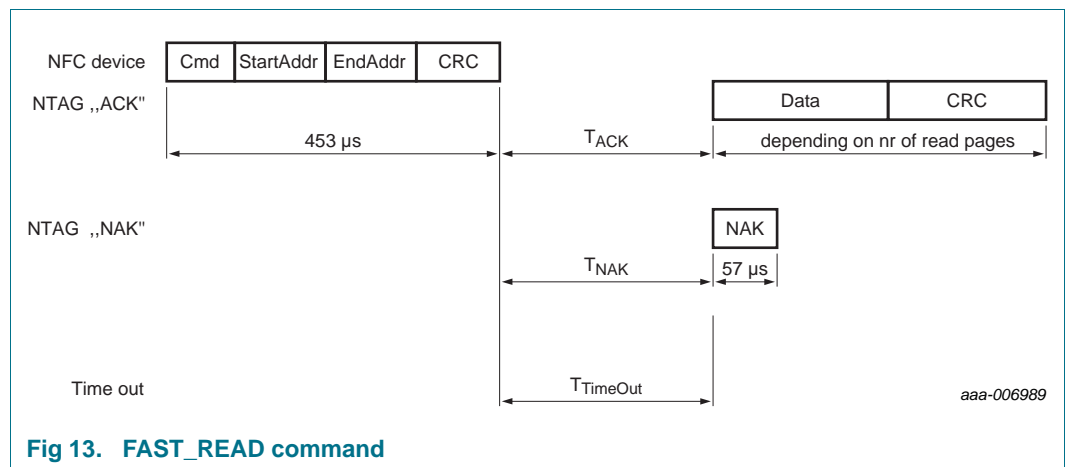 NFC device Cmd StartAddr EndAddr CRC
NTAG ,,ACK" Data CRC
453 µs TACK depending on nr of read pages
NTAG ,,NAK" NAK
TNAK 57 µs
Time out TTimeOut aaa-006989
Fig 13. FAST_READ command